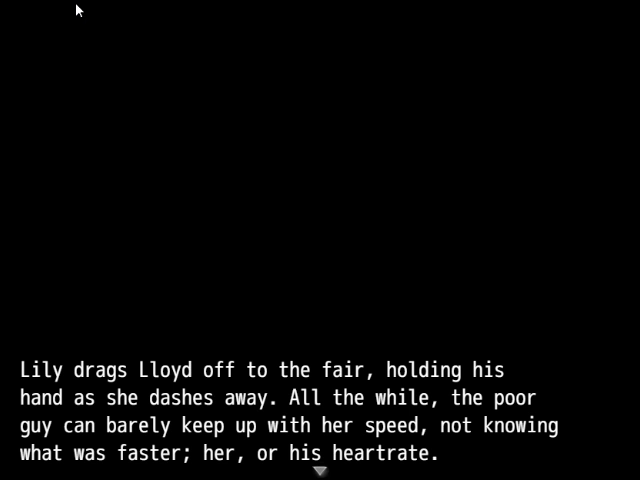 Lily drags Lloyd off to the fair, holding his
hand as she dashes away. All the while, the poor
guy can barely keep up with her speed, not knowing
what was faster; her, or his heartrate.